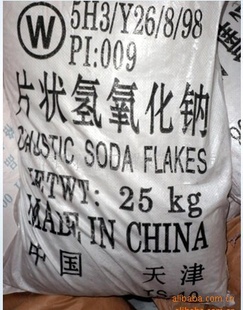 W 5H3/Y26/8/98
PI:009
片状氢氧化钠
CAUSTIC SODA FLAKES
NETWT: 25 kg
MADE IN CHINA
中国 天津
alibaba.com.cn